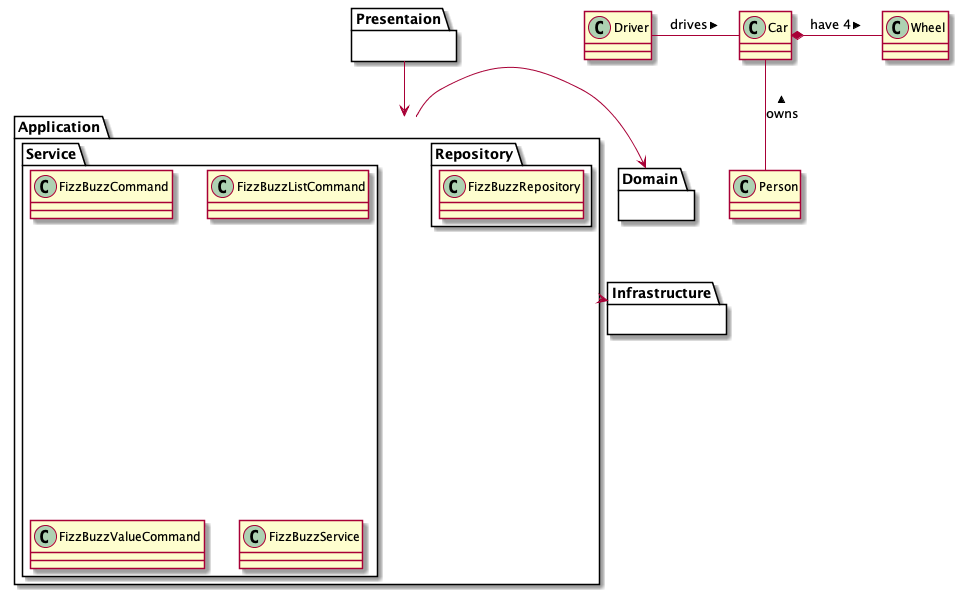 Presentaion
C Driver
drives ▶
C Car
have 4 ▶
C Wheel
▲
owns
Application
Service
Repository
C FizzBuzzCommand
C FizzBuzzListCommand
C FizzBuzzRepository
Domain
C Person
Infrastructure
C FizzBuzzValueCommand
C FizzBuzzService